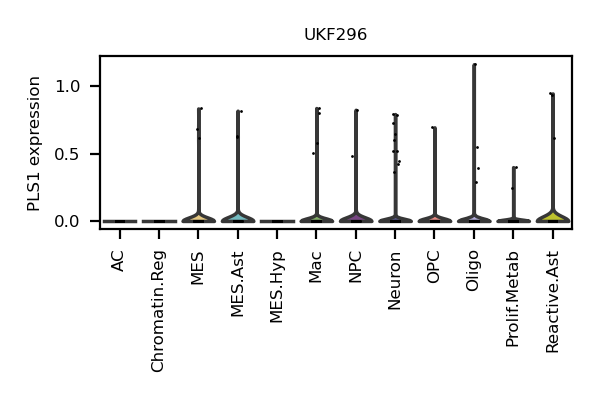 UKF296
PLS1 expression
1.0
0.5
0.0
AC
Chromatin.Reg
MES
MES.Ast
MES.Hyp
Mac
NPC
Neuron
OPC
Oligo
Prolif.Metab
Reactive.Ast